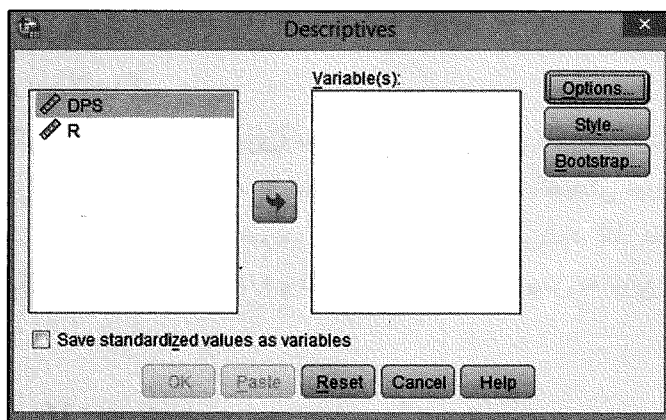 Descriptives
Variable(s):
DPS
R
Options...
Style...
Bootstrap...
Save standardized values as variables
OK
Paste
Reset
Cancel
Help